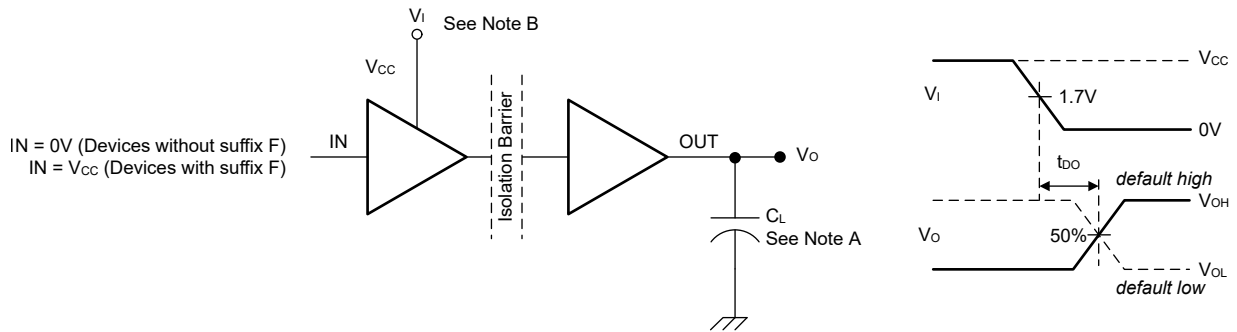 VI
See Note B
VCC
IN = 0V (Devices without suffix F)
IN = VCC (Devices with suffix F)
IN
Isolation Barrier
OUT
VO
CL
See Note A
VCC
VI
1.7V
0V
tDO
default high
VOH
VO
50%
VOL
default low